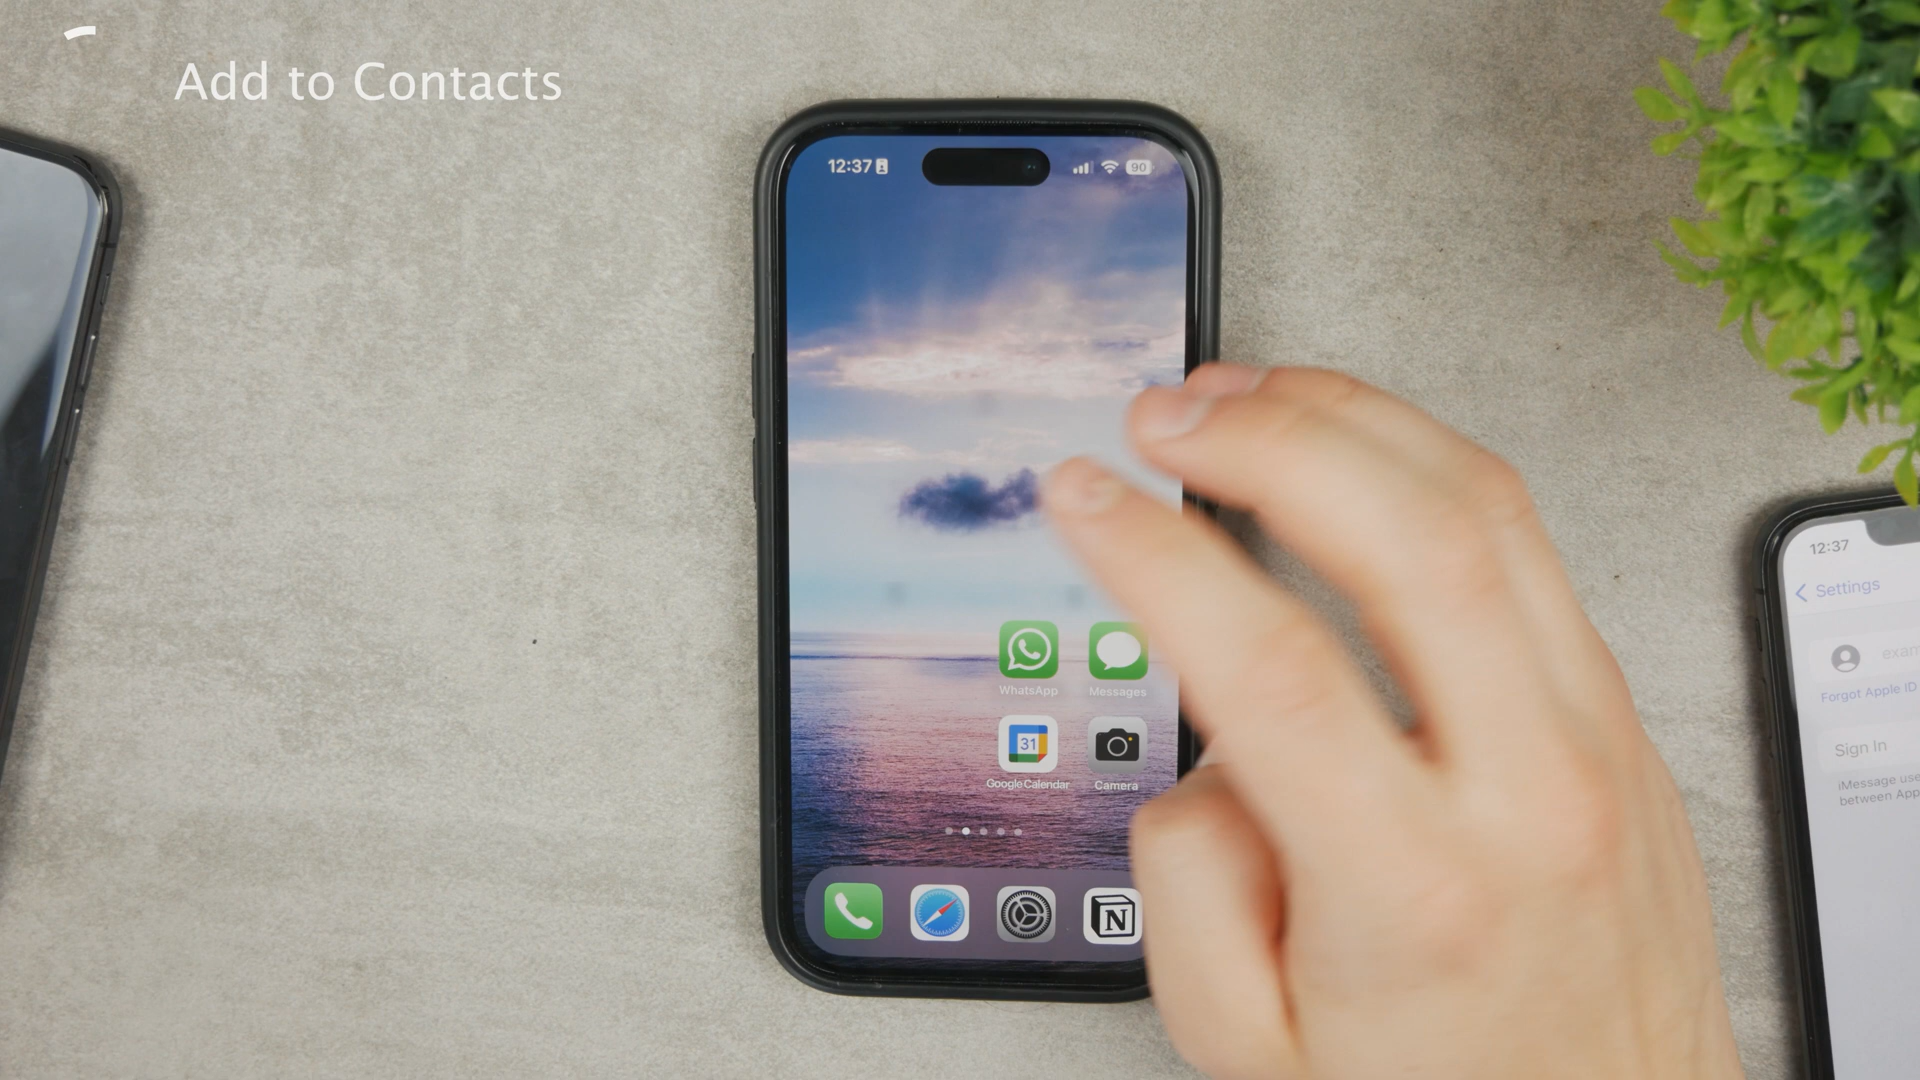 Add to Contacts
12:37
90
WhatsApp
Messages
31
Google Calendar
Camera
N
12:37
Settings
exam
Forgot Apple ID
Sign In
iMessage use
between App